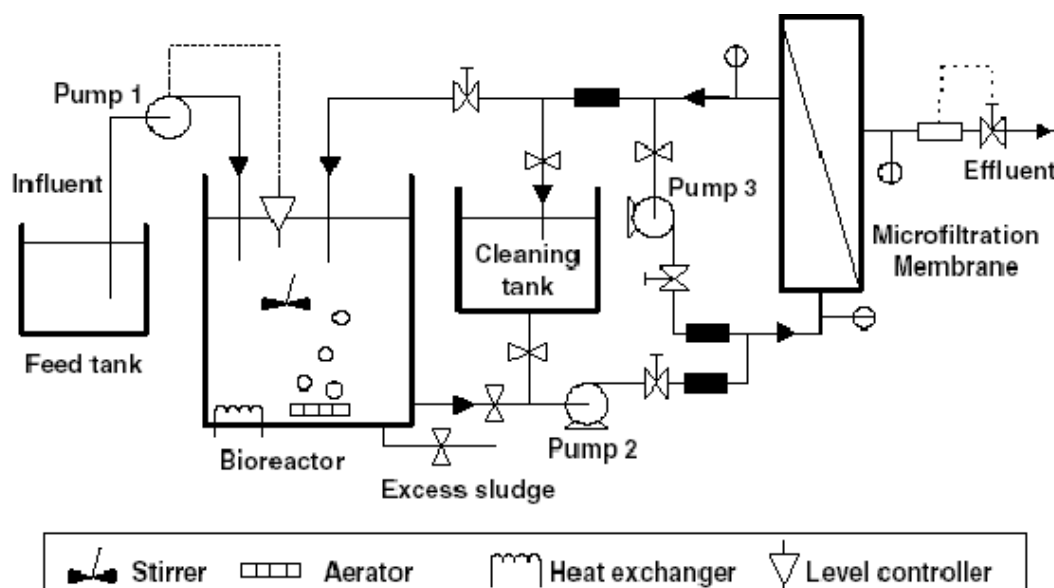 Pump 1
Influent
Feed tank
Bioreactor
Excess sludge
Cleaning
tank
Pump 2
Pump 3
Effluent
Microfiltration
Membrane
Stirrer
Aerator
Heat exchanger
Level controller